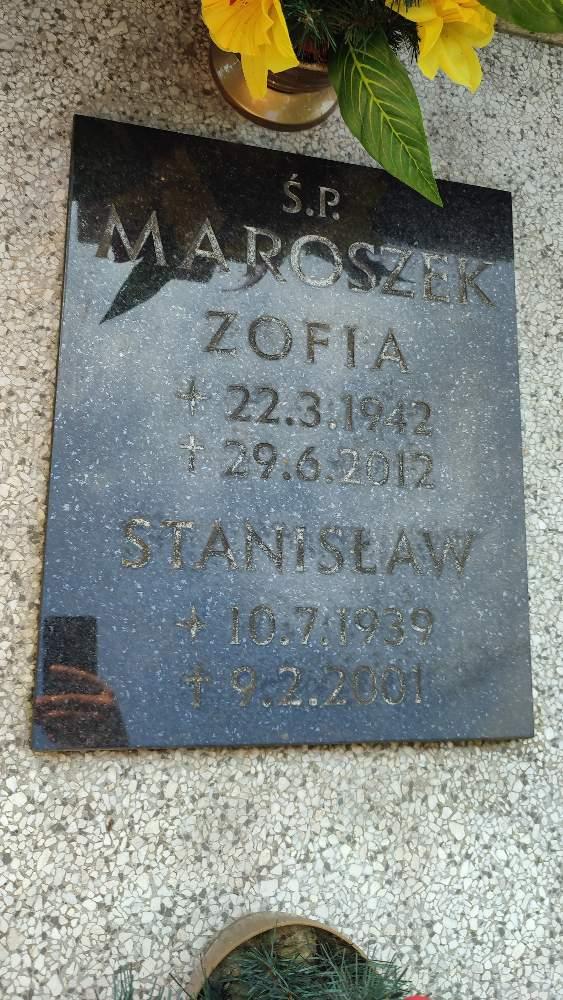 Ś.P.
MAROSZEK
ZOFIA
22.3.1942
✝ 29.6.2012
STANISŁAW
10.7.1939
✝ 9.2.2001